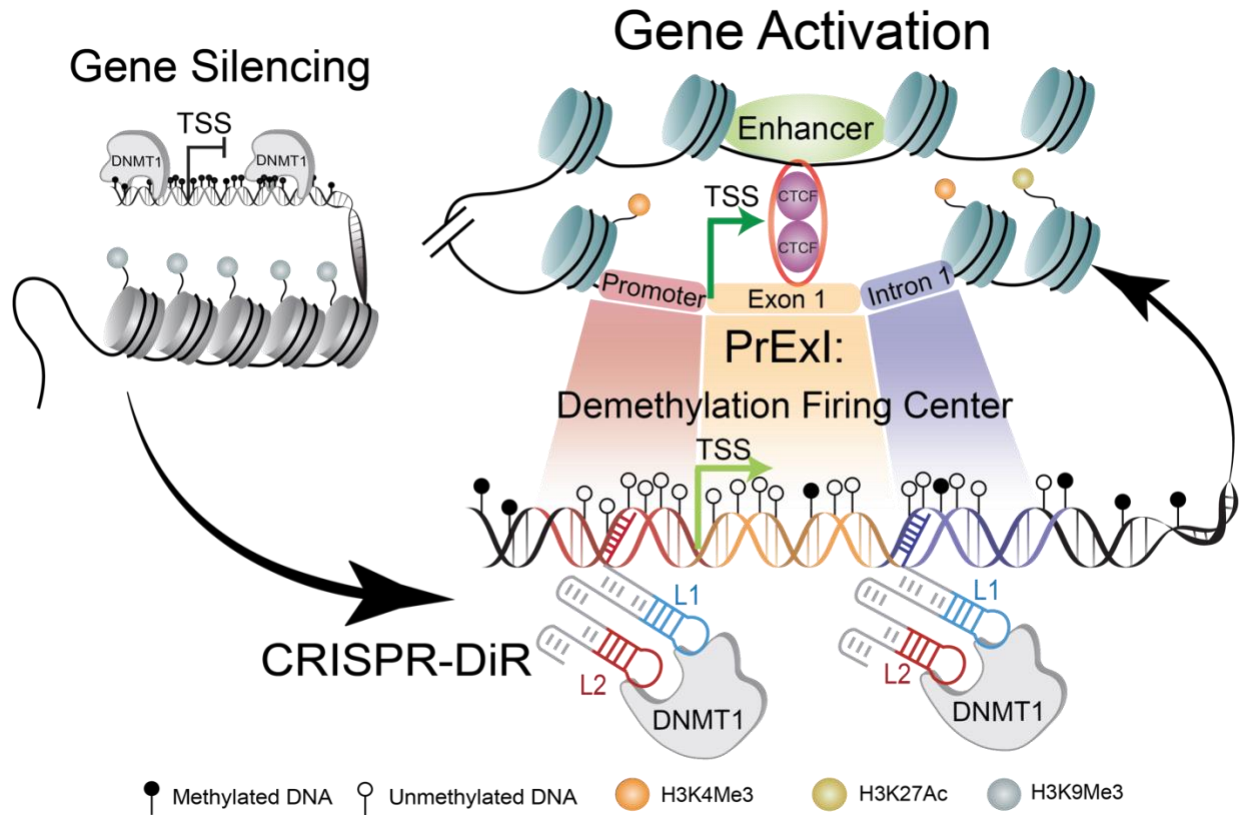 Gene Silencing
TSS
DNMT1
DNMT1
Gene Activation
Enhancer
TSS
CTCF
CTCF
Promoter
Exon 1
Intron 1
PrExI:
Demethylation Firing Center
TSS
L1
L2
DNMT1
L1
L2
DNMT1
CRISPR-DiR
Methylated DNA
Unmethylated DNA
H3K4Me3
H3K27Ac
H3K9Me3